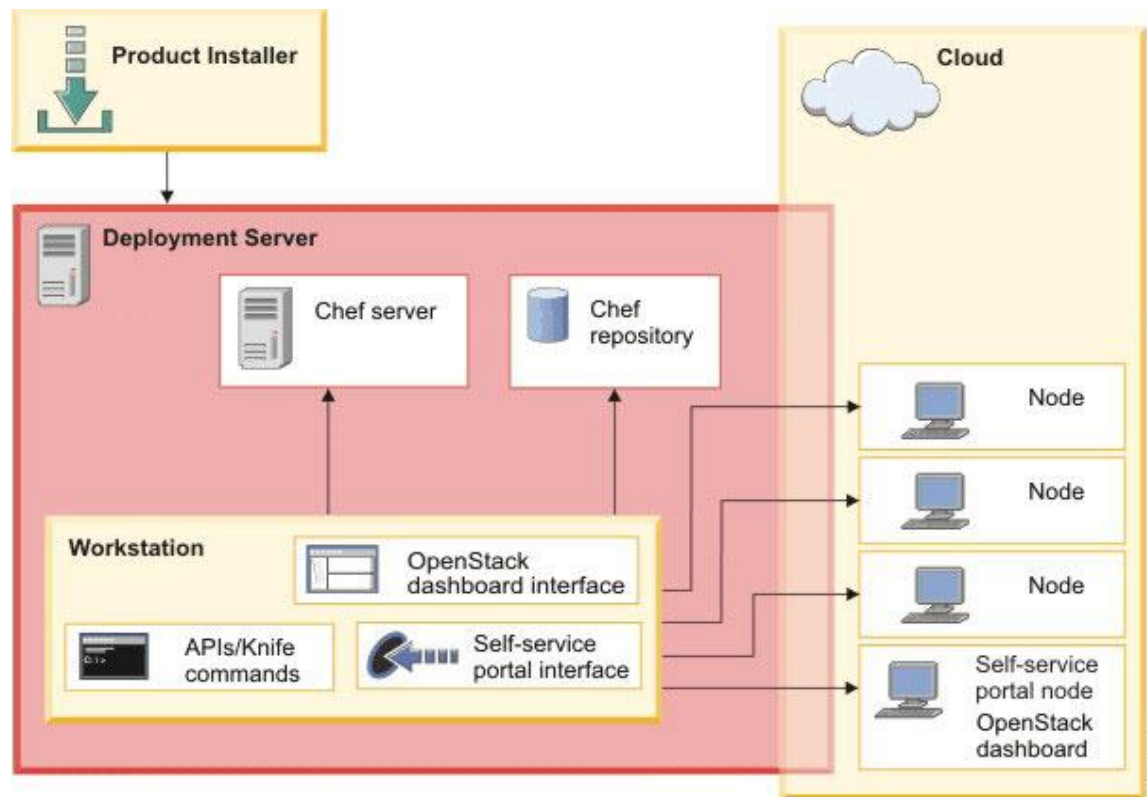 Product Installer
Cloud
Deployment Server
Chef server
Chef
repository
Node
Node
Node
Workstation
OpenStack
dashboard interface
APIs/Knife
commands
Self-service
portal interface
Self-service
portal node
OpenStack
dashboard